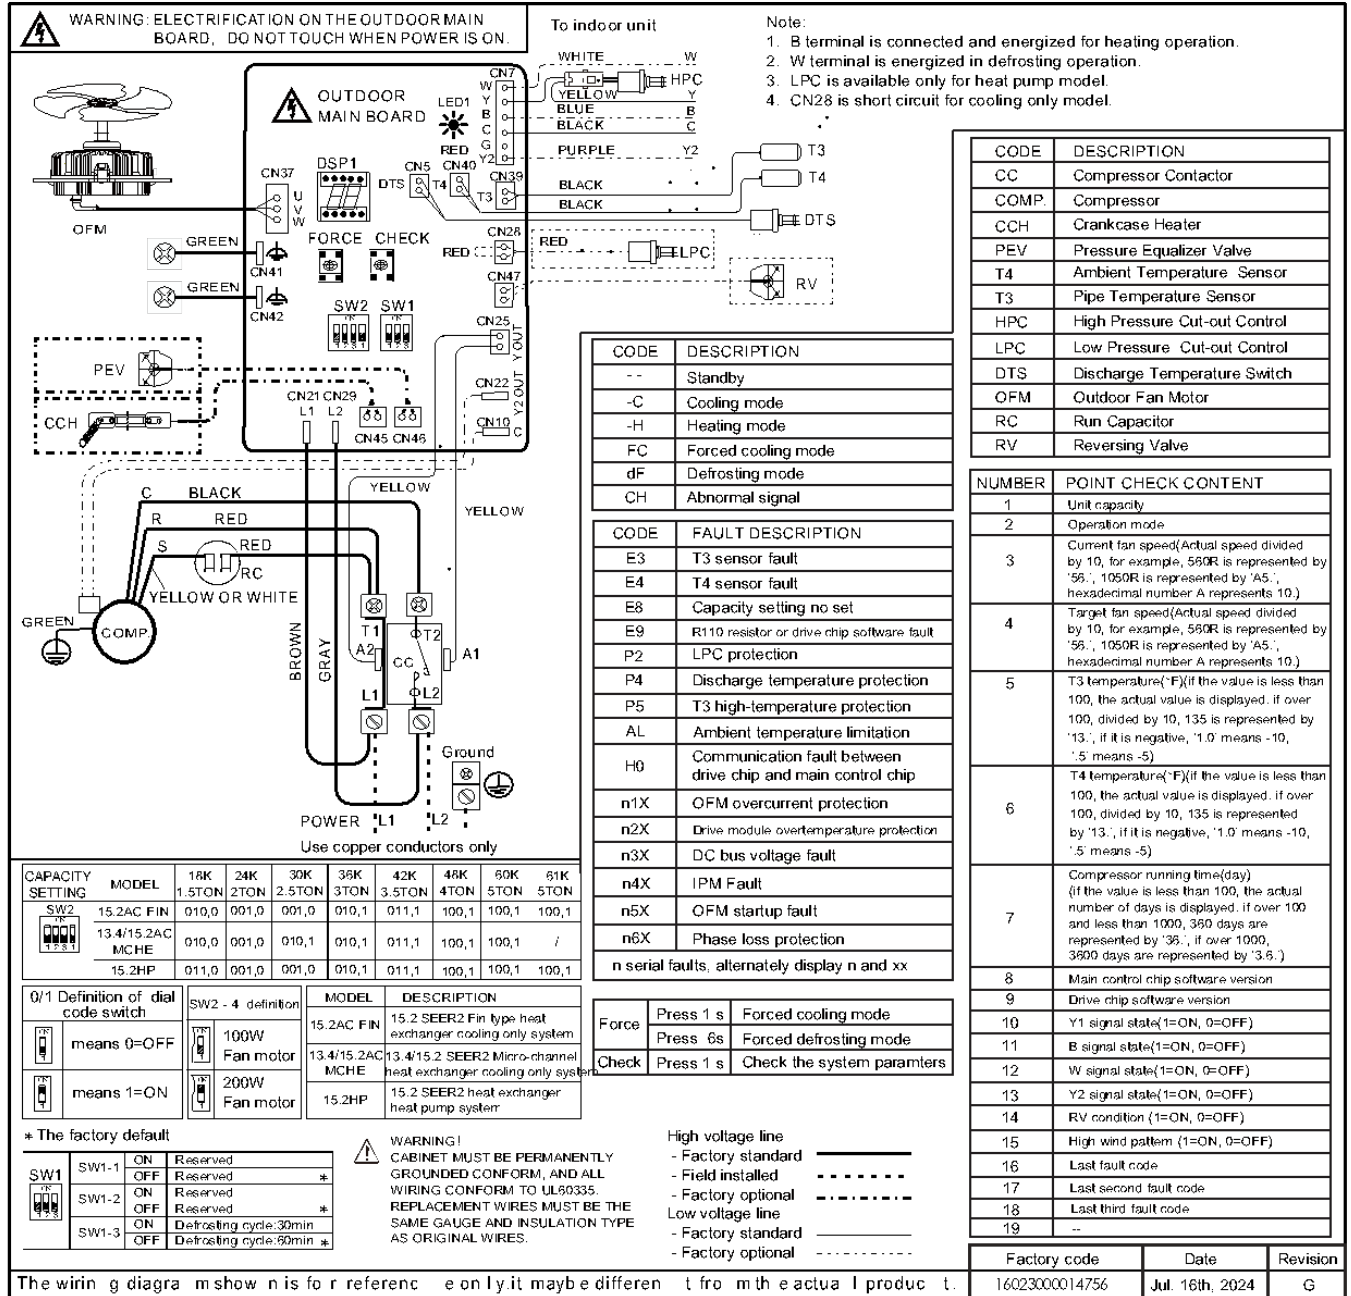 WARNING: ELECTRIFICATION ON THE OUTDOOR MAIN
BOARD, DO NOT TOUCH WHEN POWER IS ON.
To indoor unit
Note:
1. B terminal is connected and energized for heating operation.
2. W terminal is energized in defrosting operation.
3. LPC is available only for heat pump model.
4. CN28 is short circuit for cooling only model.
OUTDOOR
MAIN BOARD
LED1
RED
CN7
W
Y
B
C
G
Y2
WHITE W
HPC
YELLOW Y
BLUE B
BLACK C
PURPLE Y2
OFM
CN37
U
V
W
DSP1
CN5
DTS
CN40
T4
CN39
T3
BLACK
BLACK
T3
T4
DTS
GREEN
CN41
GREEN
CN42
FORCE CHECK
CN28
RED
RED
LPC
CN47
RV
SW2 SW1
CN25
Y OUT
CN22
Y2 OUT
CN10
C
PEV
CCH
CN21 CN29
L1 L2
CN45 CN46
YELLOW
YELLOW
C BLACK
R RED
S RED
RC
YELLOW OR WHITE
GREEN
COMP.
BROWN
GRAY
T1
T2
A2
CC
A1
L1
L2
Ground
POWER L1 L2
Use copper conductors only
CODE DESCRIPTION
CC Compressor Contactor
COMP. Compressor
CCH Crankcase Heater
PEV Pressure Equalizer Valve
T4 Ambient Temperature Sensor
T3 Pipe Temperature Sensor
HPC High Pressure Cut-out Control
LPC Low Pressure Cut-out Control
DTS Discharge Temperature Switch
OFM Outdoor Fan Motor
RC Run Capacitor
RV Reversing Valve
CODE DESCRIPTION
-- Standby
-C Cooling mode
-H Heating mode
FC Forced cooling mode
dF Defrosting mode
CH Abnormal signal
CODE FAULT DESCRIPTION
E3 T3 sensor fault
E4 T4 sensor fault
E8 Capacity setting no set
E9 R110 resistor or drive chip software fault
P2 LPC protection
P4 Discharge temperature protection
P5 T3 high-temperature protection
AL Ambient temperature limitation
H0 Communication fault between
drive chip and main control chip
n1X OFM overcurrent protection
n2X Drive module overtemperature protection
n3X DC bus voltage fault
n4X IPM Fault
n5X OFM startup fault
n6X Phase loss protection
n serial faults, alternately display n and xx
Force Press 1 s Forced cooling mode
Press 6s Forced defrosting mode
Check Press 1 s Check the system paramters
NUMBER POINT CHECK CONTENT
1 Unit capacity
2 Operation mode
3 Current fan speed(Actual speed divided
by 10, for example, 560R is represented by
'56.', 1050R is represented by 'A5.',
hexadecimal number A represents 10.)
4 Target fan speed(Actual speed divided
by 10, for example, 560R is represented by
'56.', 1050R is represented by 'A5.',
hexadecimal number A represents 10.)
5 T3 temperature(°F)(if the value is less than
100, the actual value is displayed. if over
100, divided by 10, 135 is represented by
'13.', if it is negative, '1.0' means -10,
'.5' means -5)
6 T4 temperature(°F)(if the value is less than
100, the actual value is displayed. if over
100, divided by 10, 135 is represented
by '13.', if it is negative, '1.0' means -10,
'.5' means -5)
7 Compressor running time(day)
(if the value is less than 100, the actual
number of days is displayed. if over 100
and less than 1000, 360 days are
represented by '36.', if over 1000,
3600 days are represented by '3.6.')
8 Main control chip software version
9 Drive chip software version
10 Y1 signal state(1=ON, 0=OFF)
11 B signal state(1=ON, 0=OFF)
12 W signal state(1=ON, 0=OFF)
13 Y2 signal state(1=ON, 0=OFF)
14 RV condition (1=ON, 0=OFF)
15 High wind pattern (1=ON, 0=OFF)
16 Last fault code
17 Last second fault code
18 Last third fault code
19 --
CAPACITY SETTING MODEL 18K 1.5TON 24K 2TON 30K 2.5TON 36K 3TON 42K 3.5TON 48K 4TON 60K 5TON 61K 5TON
SW2 15.2AC FIN 010,0 001,0 001,0 010,1 011,1 100,1 100,1 100,1
13.4/15.2AC MCHE 010,0 001,0 010,1 010,1 011,1 100,1 100,1 /
15.2HP 011,0 001,0 001,0 010,1 011,1 100,1 100,1 100,1
0/1 Definition of dial
code switch
means 0=OFF
means 1=ON
SW2 - 4 definition
100W
Fan motor
200W
Fan motor
MODEL DESCRIPTION
15.2AC FIN 15.2 SEER2 Fin type heat
exchanger cooling only system
13.4/15.2AC MCHE 13.4/15.2 SEER2 Micro-channel
heat exchanger cooling only system
15.2HP 15.2 SEER2 heat exchanger
heat pump system
* The factory default
SW1
SW1-1 ON Reserved
OFF Reserved *
SW1-2 ON Reserved
OFF Reserved *
SW1-3 ON Defrosting cycle:30min
OFF Defrosting cycle:60min *
WARNING!
CABINET MUST BE PERMANENTLY
GROUNDED CONFORM, AND ALL
WIRING CONFORM TO UL60335.
REPLACEMENT WIRES MUST BE THE
SAME GAUGE AND INSULATION TYPE
AS ORIGINAL WIRES.
High voltage line
- Factory standard
- Field installed
- Factory optional
Low voltage line
- Factory standard
- Factory optional
Factory code Date Revision
16023000014756 Jul. 16th, 2024 G
The wiring diagram shown is for reference only.it maybe different from the actual product.